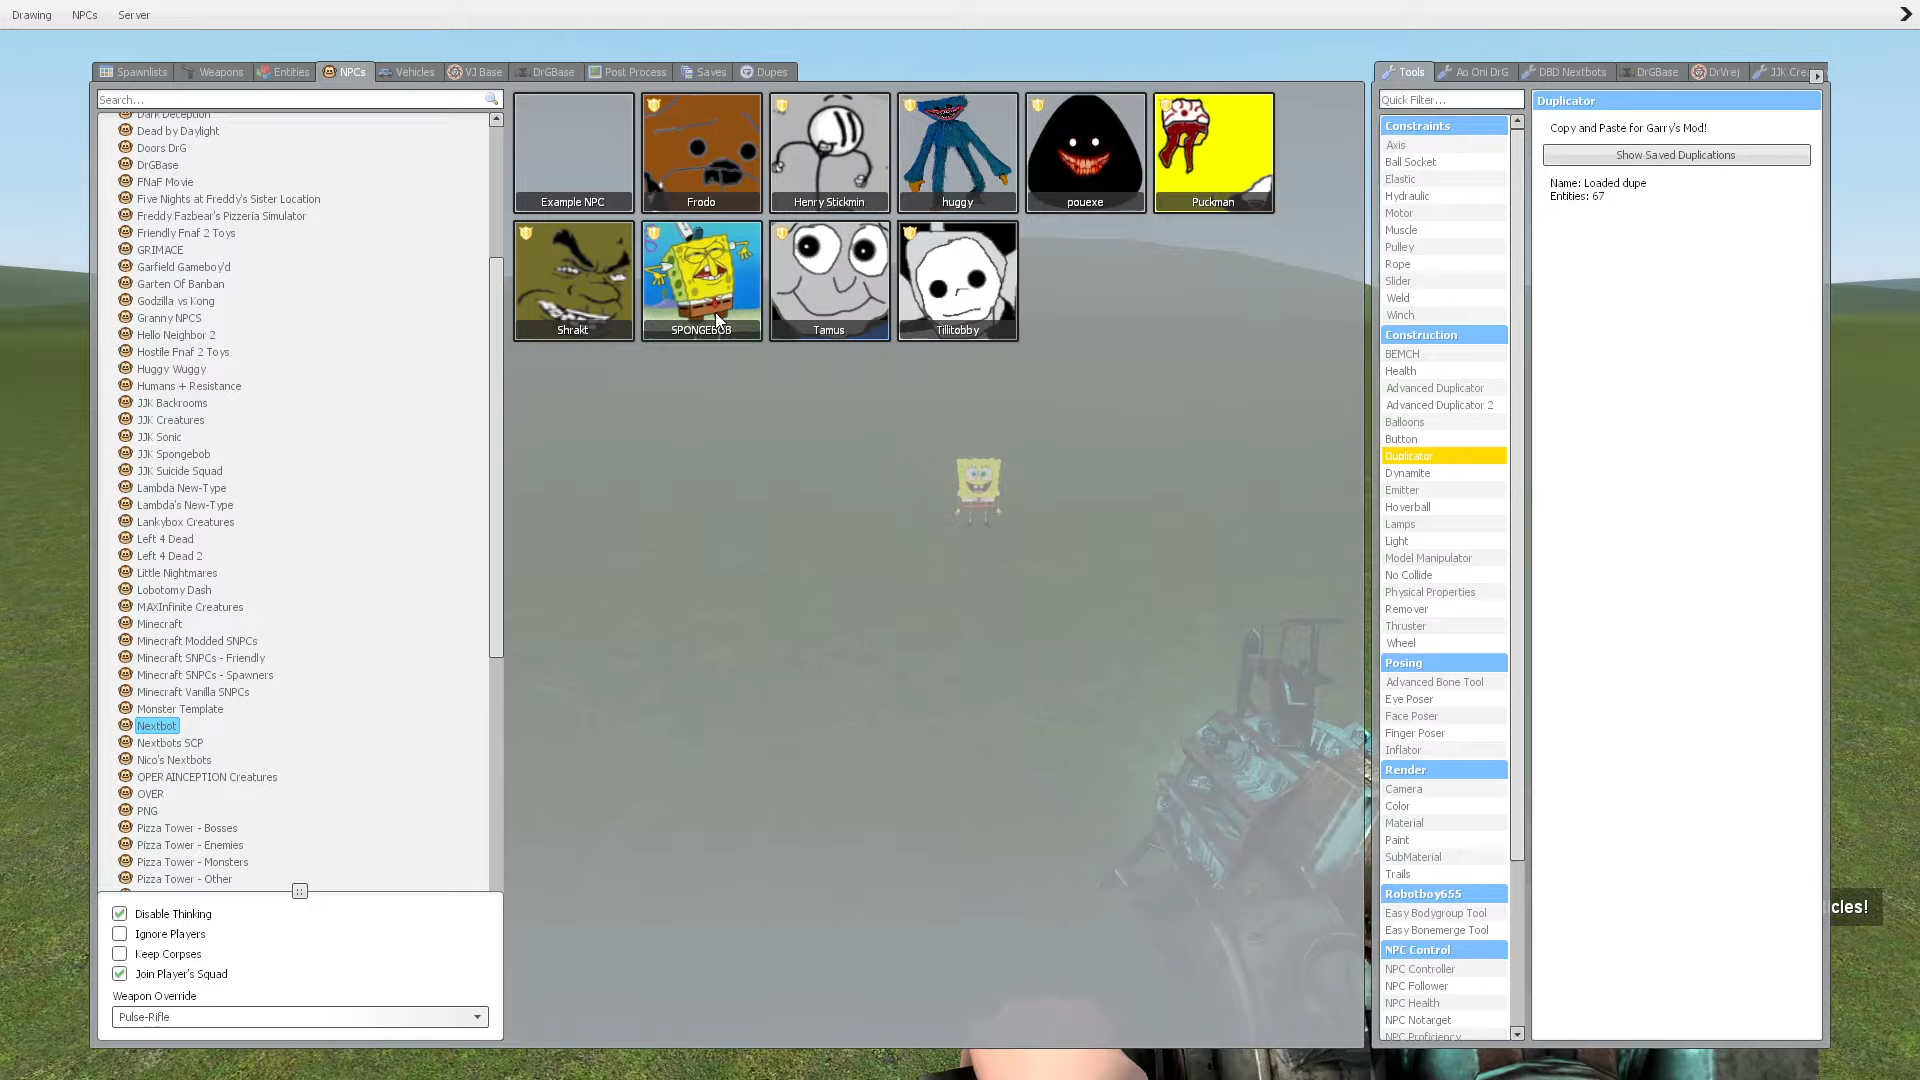 Drawing NPCs Server
Spawnlists Weapons Entities NPCs Vehicles VJ Base DrGBase Post Process Saves Dupes
Search...
Dark Deception
Dead by Daylight
Doors DrG
DrGBase
FNaF Movie
Five Nights at Freddy's Sister Location
Freddy Fazbear's Pizzeria Simulator
Friendly Fnaf 2 Toys
GRIMACE
Garfield Gameboy'd
Garten Of Banban
Godzilla vs Kong
Granny NPCS
Hello Neighbor 2
Hostile Fnaf 2 Toys
Huggy Wuggy
Humans + Resistance
JJK Backrooms
JJK Creatures
JJK Sonic
JJK Spongebob
JJK Suicide Squad
Lambda New-Type
Lambda's New-Type
Lankybox Creatures
Left 4 Dead
Left 4 Dead 2
Little Nightmares
Lobotomy Dash
MAXInfinite Creatures
Minecraft
Minecraft Modded SNPCs
Minecraft SNPCs - Friendly
Minecraft SNPCs - Spawners
Minecraft Vanilla SNPCs
Monster Template
Nextbot
Nextbots SCP
Nico's Nextbots
OPERAINCEPTION Creatures
OVER
PNG
Pizza Tower - Bosses
Pizza Tower - Enemies
Pizza Tower - Monsters
Pizza Tower - Other
Disable Thinking
Ignore Players
Keep Corpses
Join Player's Squad
Weapon Override
Pulse-Rifle
Example NPC Frodo Henry Stickmin huggy pouexe Puckman
Shrakt SPONGEBOB Tamus Tillitobby
Tools Ao Oni DrG DBD Nextbots DrGBase DrVrej JJK Crea
Quick Filter...
Constraints
Axis
Ball Socket
Elastic
Hydraulic
Motor
Muscle
Pulley
Rope
Slider
Weld
Winch
Construction
BEMCH
Health
Advanced Duplicator
Advanced Duplicator 2
Balloons
Button
Duplicator
Dynamite
Emitter
Hoverball
Lamps
Light
Model Manipulator
No Collide
Physical Properties
Remover
Thruster
Wheel
Posing
Advanced Bone Tool
Eye Poser
Face Poser
Finger Poser
Inflator
Render
Camera
Color
Material
Paint
SubMaterial
Trails
Robotboy655
Easy Bodygroup Tool
Easy Bonemerge Tool
NPC Control
NPC Controller
NPC Follower
NPC Health
NPC Notarget
NPC Proficiency
Duplicator
Copy and Paste for Garry's Mod!
Show Saved Duplications
Name: Loaded dupe
Entities: 67
icles!